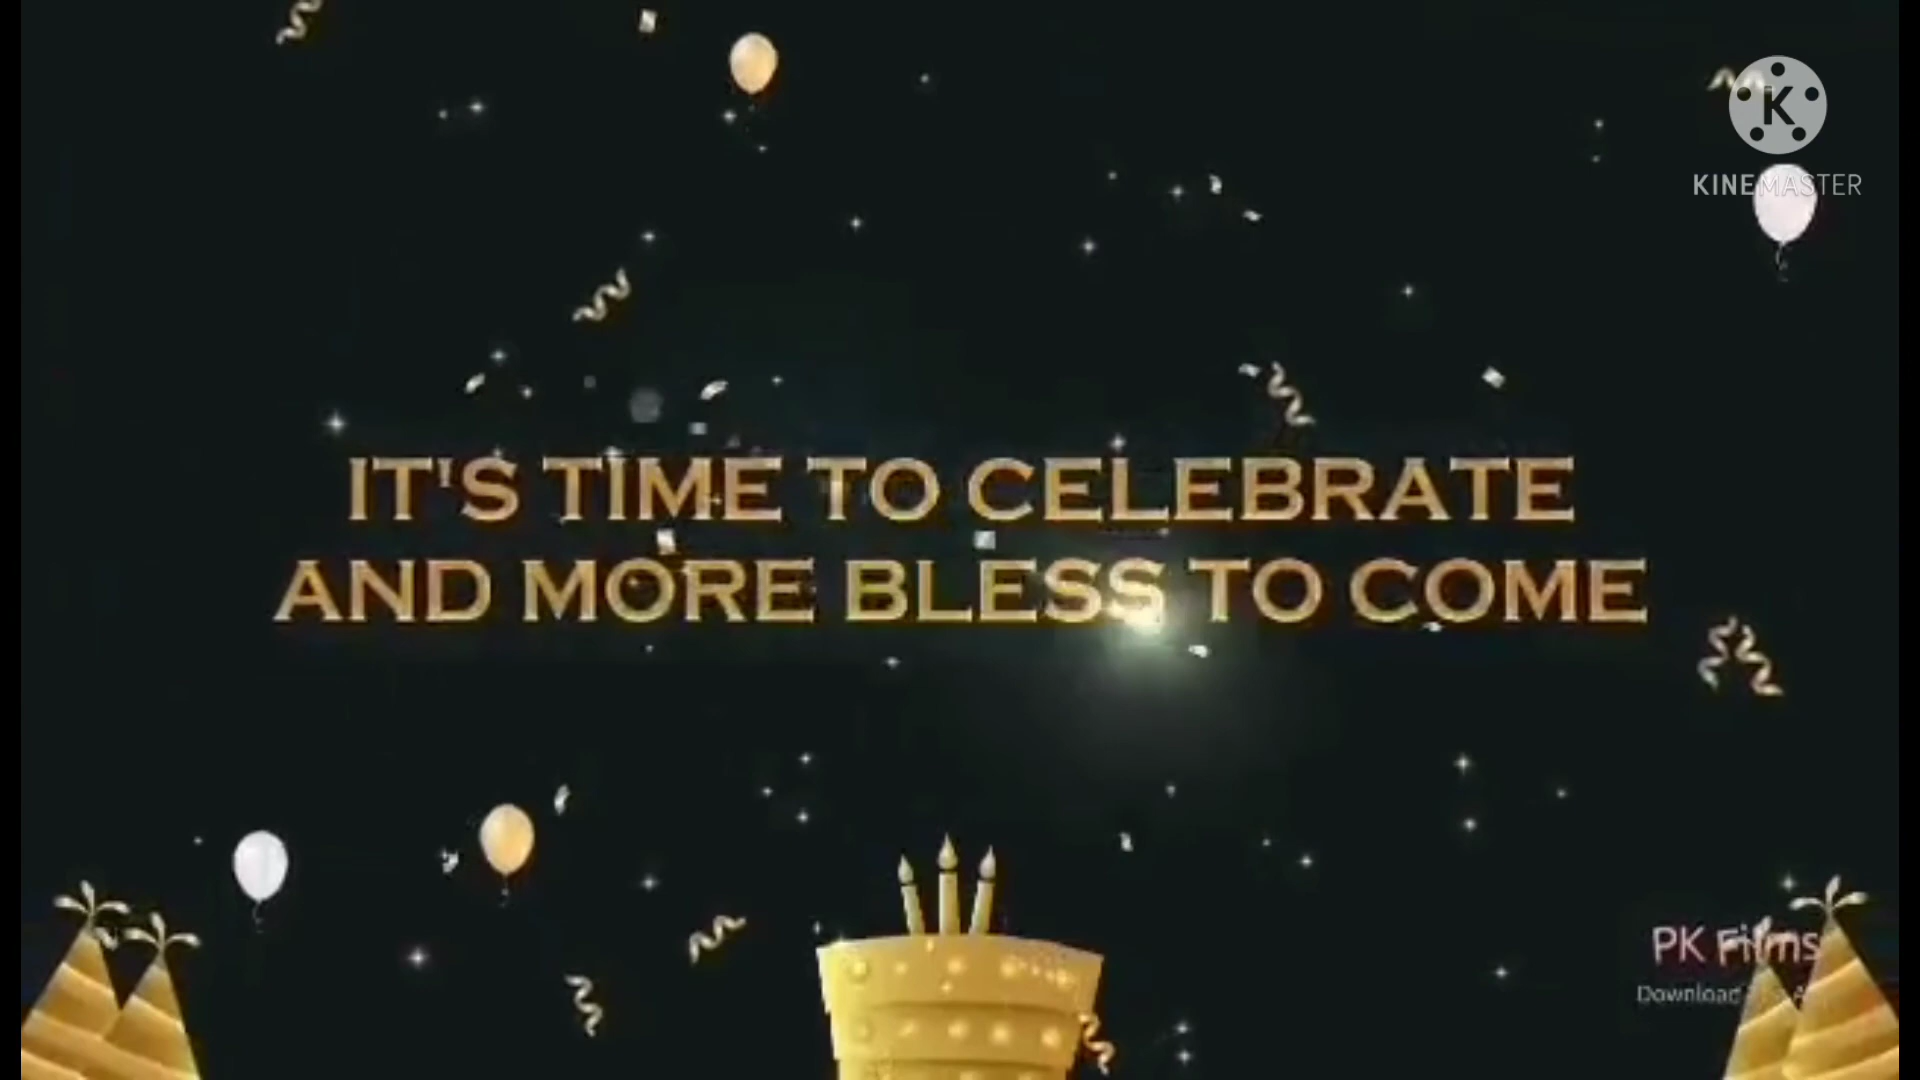 K
KINEMASTER
IT'S TIME TO CELEBRATE
AND MORE BLESS TO COME
PK Films
Download